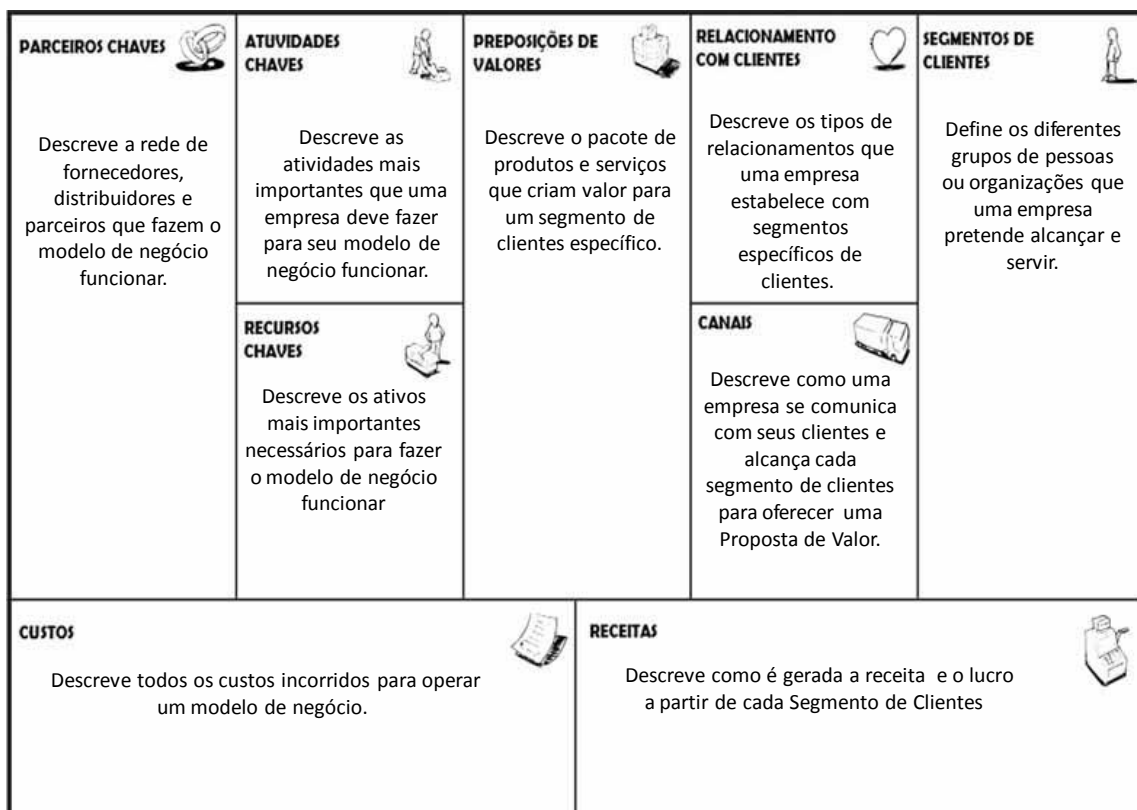 PARCEIROS CHAVES
Descreve a rede de
fornecedores,
distribuidores e
parceiros que fazem o
modelo de negócio
funcionar.
ATUVIDADES
CHAVES
Descreve as
atividades mais
importantes que uma
empresa deve fazer
para seu modelo de
negócio funcionar.
RECURSOS
CHAVES
Descreve os ativos
mais importantes
necessários para fazer
o modelo de negócio
funcionar
PREPOSIÇÕES DE
VALORES
Descreve o pacote de
produtos e serviços
que criam valor para
um segmento de
clientes específico.
RELACIONAMENTO
COM CLIENTES
Descreve os tipos de
relacionamentos que
uma empresa
estabelece com
segmentos
específicos de
clientes.
CANAIS
Descreve como uma
empresa se comunica
com seus clientes e
alcança cada
segmento de clientes
para oferecer uma
Proposta de Valor.
SEGMENTOS DE
CLIENTES
Define os diferentes
grupos de pessoas
ou organizações que
uma empresa
pretende alcançar e
servir.
CUSTOS
Descreve todos os custos incorridos para operar
um modelo de negócio.
RECEITAS
Descreve como é gerada a receita e o lucro
a partir de cada Segmento de Clientes